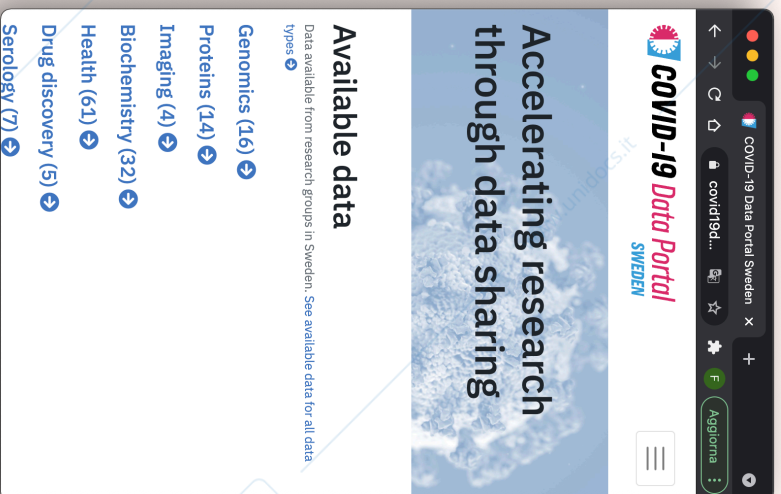 COVID-19 Data Portal Sweden
covid19d...
F
Aggiorna
COVID-19 Data Portal
SWEDEN
Accelerating research
through data sharing
Available data
Data available from research groups in Sweden. See available data for all data
types
Genomics (16)
Proteins (14)
Imaging (4)
Biochemistry (32)
Health (61)
Drug discovery (5)
Serology (7)